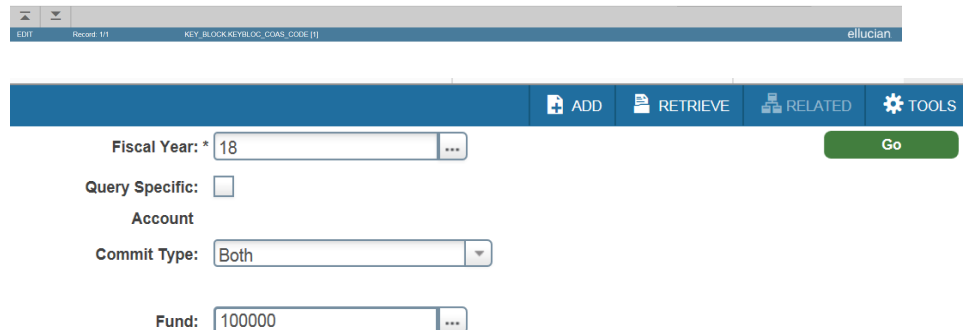 EDIT Record: 1/1 KEY_BLOCK.KEYBLOC_COAS_CODE [1] ellucian
ADD RETRIEVE RELATED TOOLS
Fiscal Year: * 18 ... Go
Query Specific:
Account
Commit Type: Both
Fund: 100000 ...